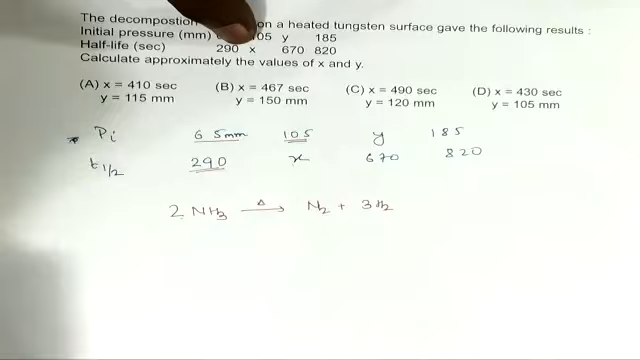 The decompostion on a heated tungsten surface gave the following results :
Initial pressure (mm) 105 y 185
Half-life (sec) 290 x 670 820
Calculate approximately the values of x and y.
(A) x = 410 sec (B) x = 467 sec (C) x = 490 sec (D) x = 430 sec
y = 115 mm y = 150 mm y = 120 mm y = 105 mm
Pi 65mm 105 y 185
t1/2 290 x 670 820
2 NH3 Δ→ N2 + 3H2